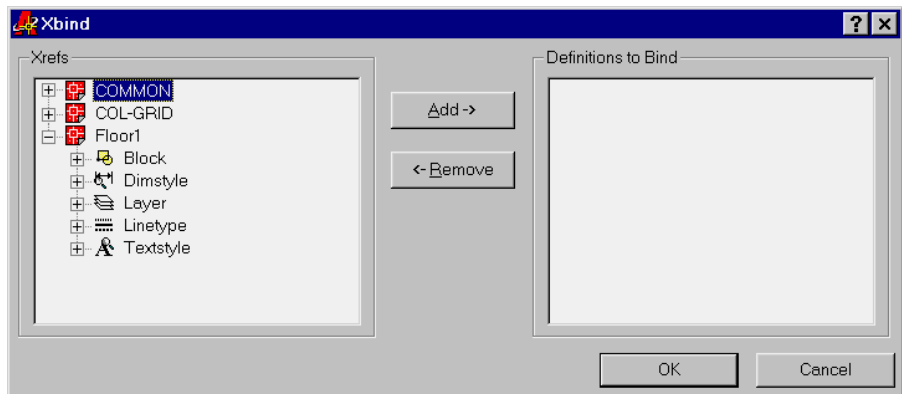 Xbind
Xrefs
COMMON
COL-GRID
Floor1
Block
Dimstyle
Layer
Linetype
Textstyle
Add ->
<- Remove
Definitions to Bind
OK
Cancel